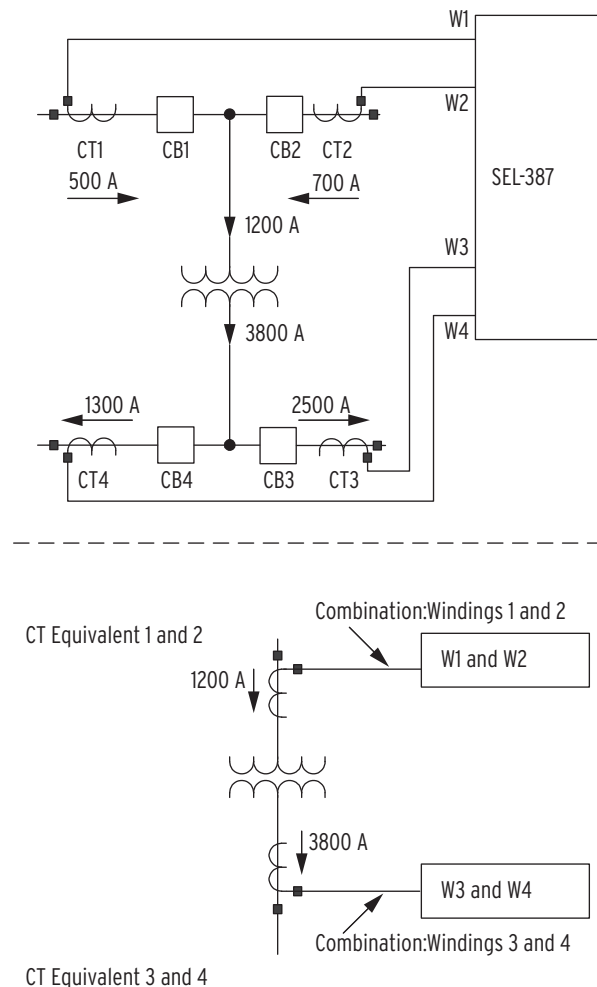 W1
W2
CT1
CB1
CB2
CT2
500 A
700 A
SEL-387
1200 A
W3
3800 A
W4
1300 A
2500 A
CT4
CB4
CB3
CT3
Combination:Windings 1 and 2
CT Equivalent 1 and 2
W1 and W2
1200 A
3800 A
W3 and W4
Combination:Windings 3 and 4
CT Equivalent 3 and 4